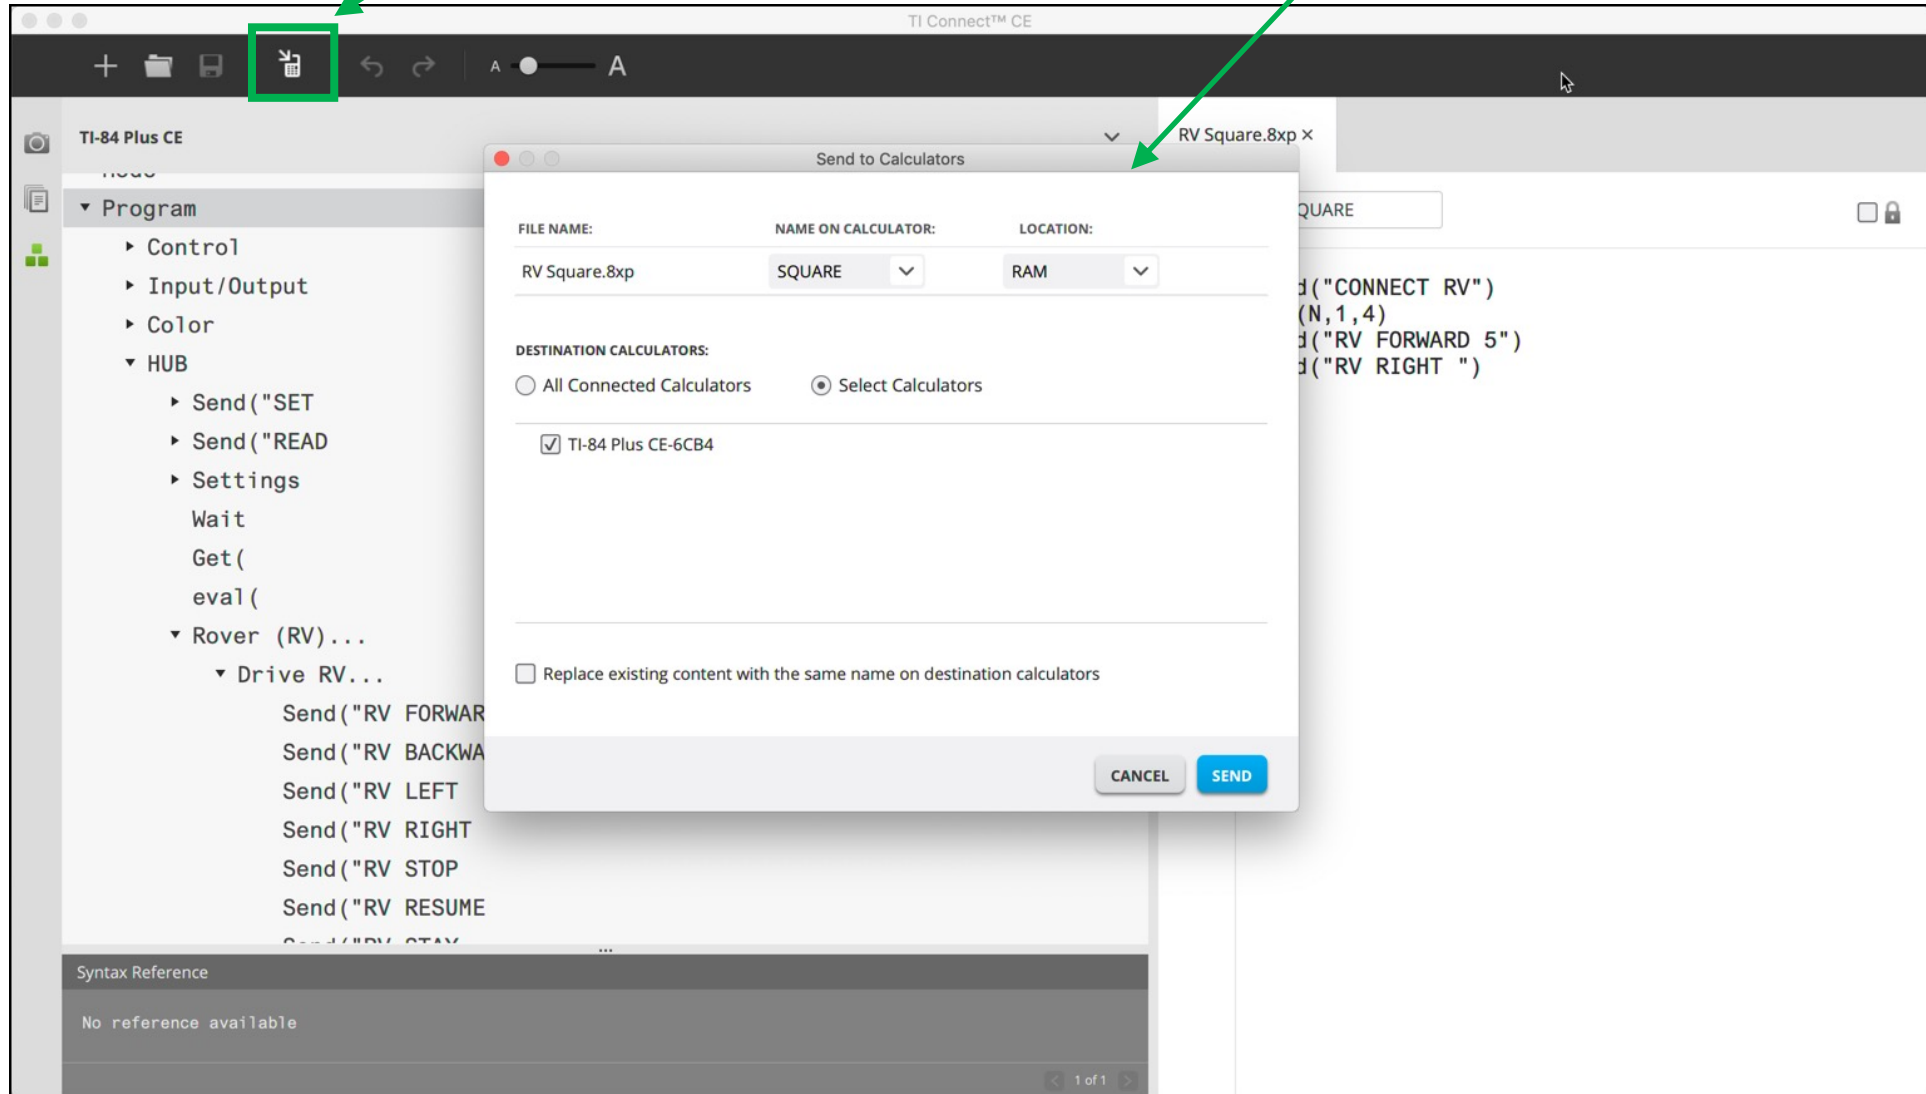 TI Connect™ CE
A A
TI-84 Plus CE
RV Square.8xp ×
Program
Control
Input/Output
Color
HUB
Send("SET
Send("READ
Settings
Wait
Get(
eval(
Rover (RV)...
Drive RV...
Send("RV FORWAR
Send("RV BACKWA
Send("RV LEFT
Send("RV RIGHT
Send("RV STOP
Send("RV RESUME
Send("RV STAY
Syntax Reference
No reference available
1 of 1
Send to Calculators
FILE NAME: NAME ON CALCULATOR: LOCATION:
RV Square.8xp SQUARE RAM
DESTINATION CALCULATORS:
All Connected Calculators Select Calculators
TI-84 Plus CE-6CB4
Replace existing content with the same name on destination calculators
CANCEL SEND
QUARE
d("CONNECT RV")
(N,1,4)
d("RV FORWARD 5")
d("RV RIGHT ")